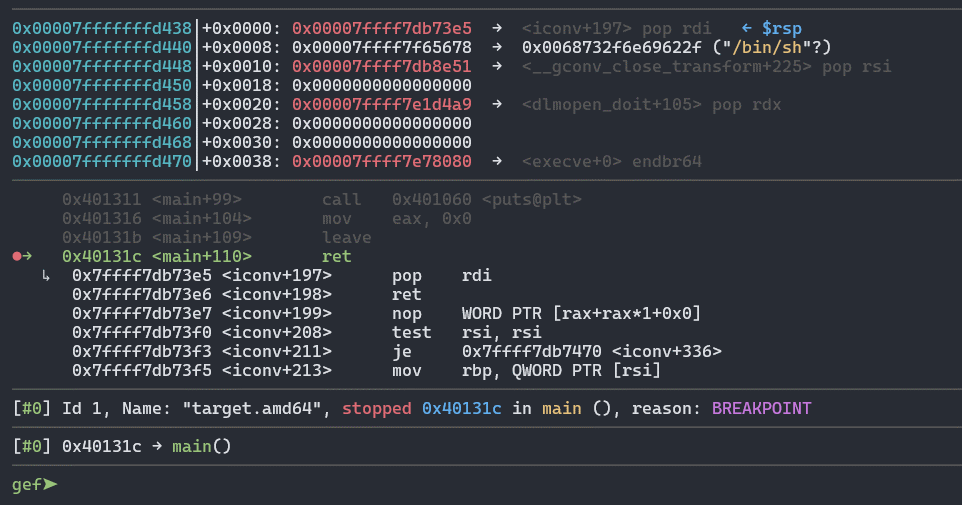 0x00007fffffffd438│+0x0000: 0x00007ffff7db73e5 → <iconv+197> pop rdi ← $rsp
0x00007fffffffd440│+0x0008: 0x00007ffff7f65678 → 0x0068732f6e69622f ("/bin/sh"?)
0x00007fffffffd448│+0x0010: 0x00007ffff7db8e51 → <__gconv_close_transform+225> pop rsi
0x00007fffffffd450│+0x0018: 0x0000000000000000
0x00007fffffffd458│+0x0020: 0x00007ffff7e1d4a9 → <dlmopen_doit+105> pop rdx
0x00007fffffffd460│+0x0028: 0x0000000000000000
0x00007fffffffd468│+0x0030: 0x0000000000000000
0x00007fffffffd470│+0x0038: 0x00007ffff7e78080 → <execve+0> endbr64
0x401311 <main+99> call 0x401060 <puts@plt>
0x401316 <main+104> mov eax, 0x0
0x40131b <main+109> leave
●→ 0x40131c <main+110> ret
↳ 0x7ffff7db73e5 <iconv+197> pop rdi
0x7ffff7db73e6 <iconv+198> ret
0x7ffff7db73e7 <iconv+199> nop WORD PTR [rax+rax*1+0x0]
0x7ffff7db73f0 <iconv+208> test rsi, rsi
0x7ffff7db73f3 <iconv+211> je 0x7ffff7db7470 <iconv+336>
0x7ffff7db73f5 <iconv+213> mov rbp, QWORD PTR [rsi]
[#0] Id 1, Name: "target.amd64", stopped 0x40131c in main (), reason: BREAKPOINT
[#0] 0x40131c → main()
gef➤